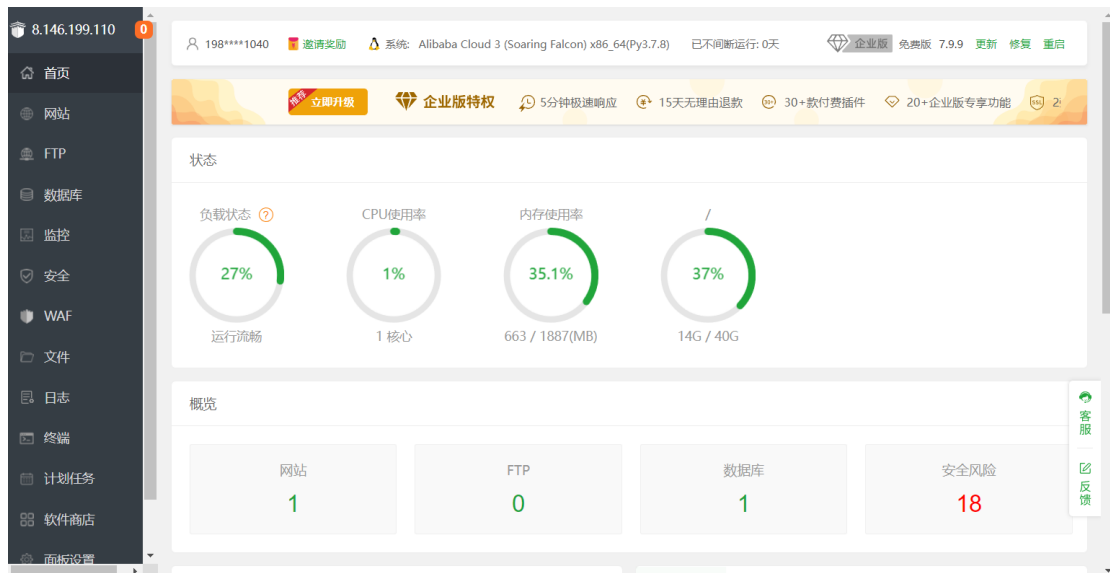 8.146.199.110 0
首页
网站
FTP
数据库
监控
安全
WAF
文件
日志
终端
计划任务
软件商店
面板设置
198****1040 邀请奖励 系统: Alibaba Cloud 3 (Soaring Falcon) x86_64(Py3.7.8) 已不间断运行: 0天 企业版 免费版 7.9.9 更新 修复 重启
推荐 立即升级 企业版特权 5分钟极速响应 15天无理由退款 30+款付费插件 20+企业版专享功能
状态
负载状态 ? CPU使用率 内存使用率 /
27% 1% 35.1% 37%
运行流畅 1 核心 663 / 1887(MB) 14G / 40G
概览
网站 FTP 数据库 安全风险
1 0 1 18
客服
反馈